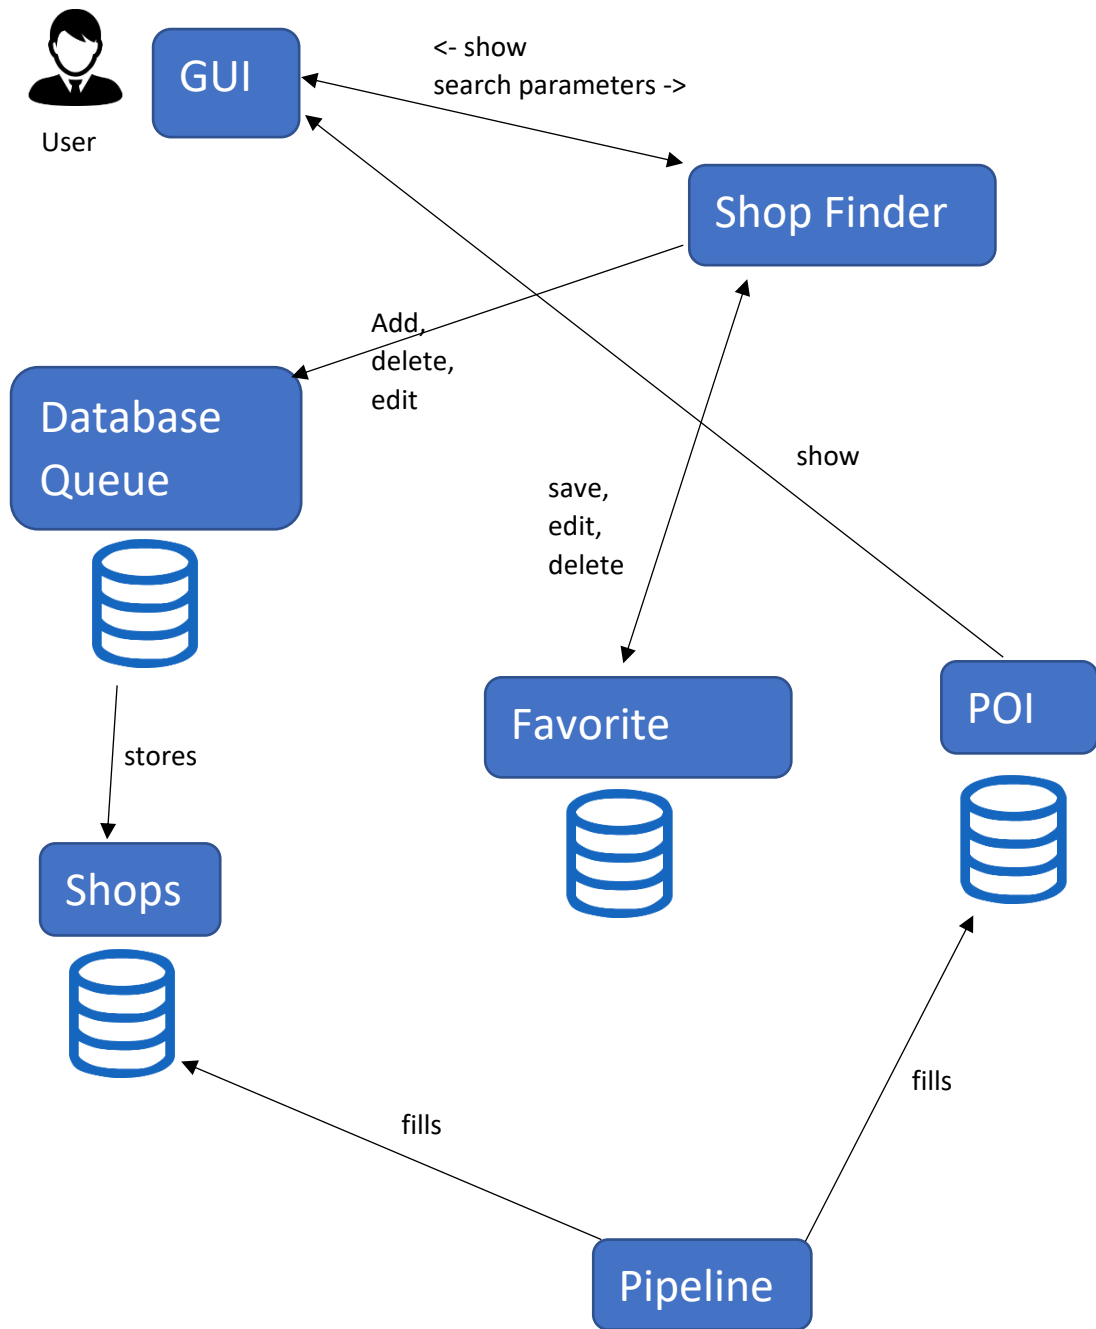 GUI
User
<- show
search parameters ->
Shop Finder
Add,
delete,
edit
Database
Queue
show
save,
edit,
delete
Favorite
POI
stores
Shops
fills
fills
Pipeline